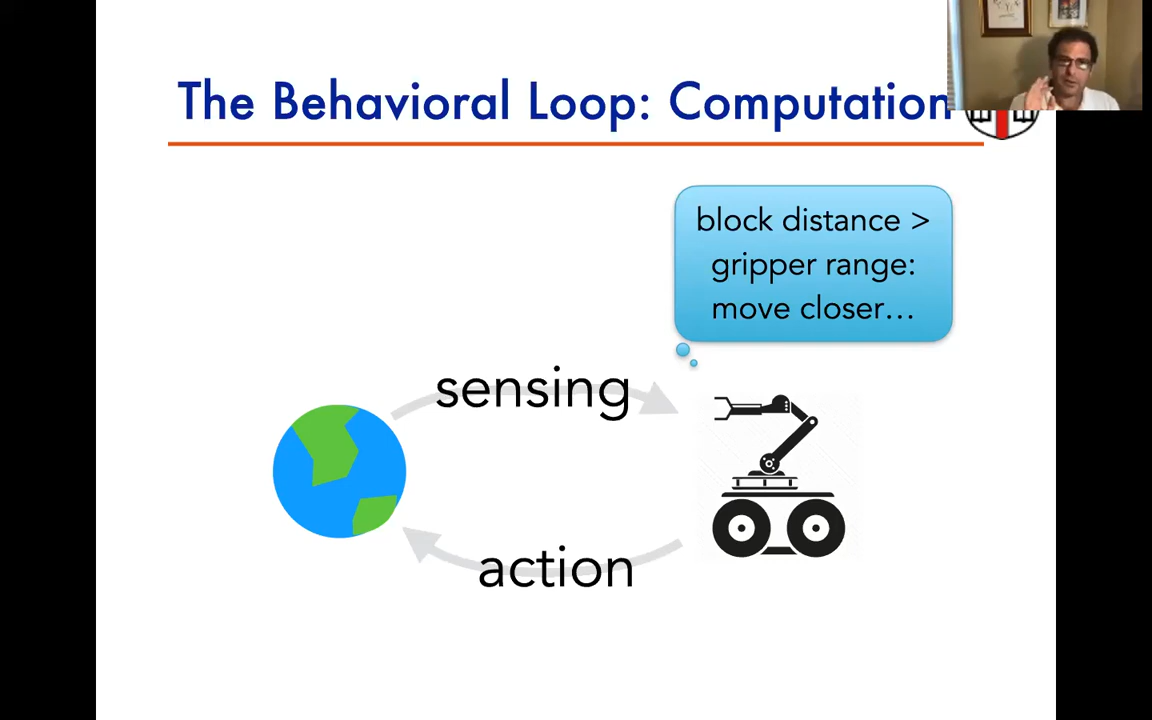 The Behavioral Loop: Computation
block distance >
gripper range:
move closer…
sensing
action